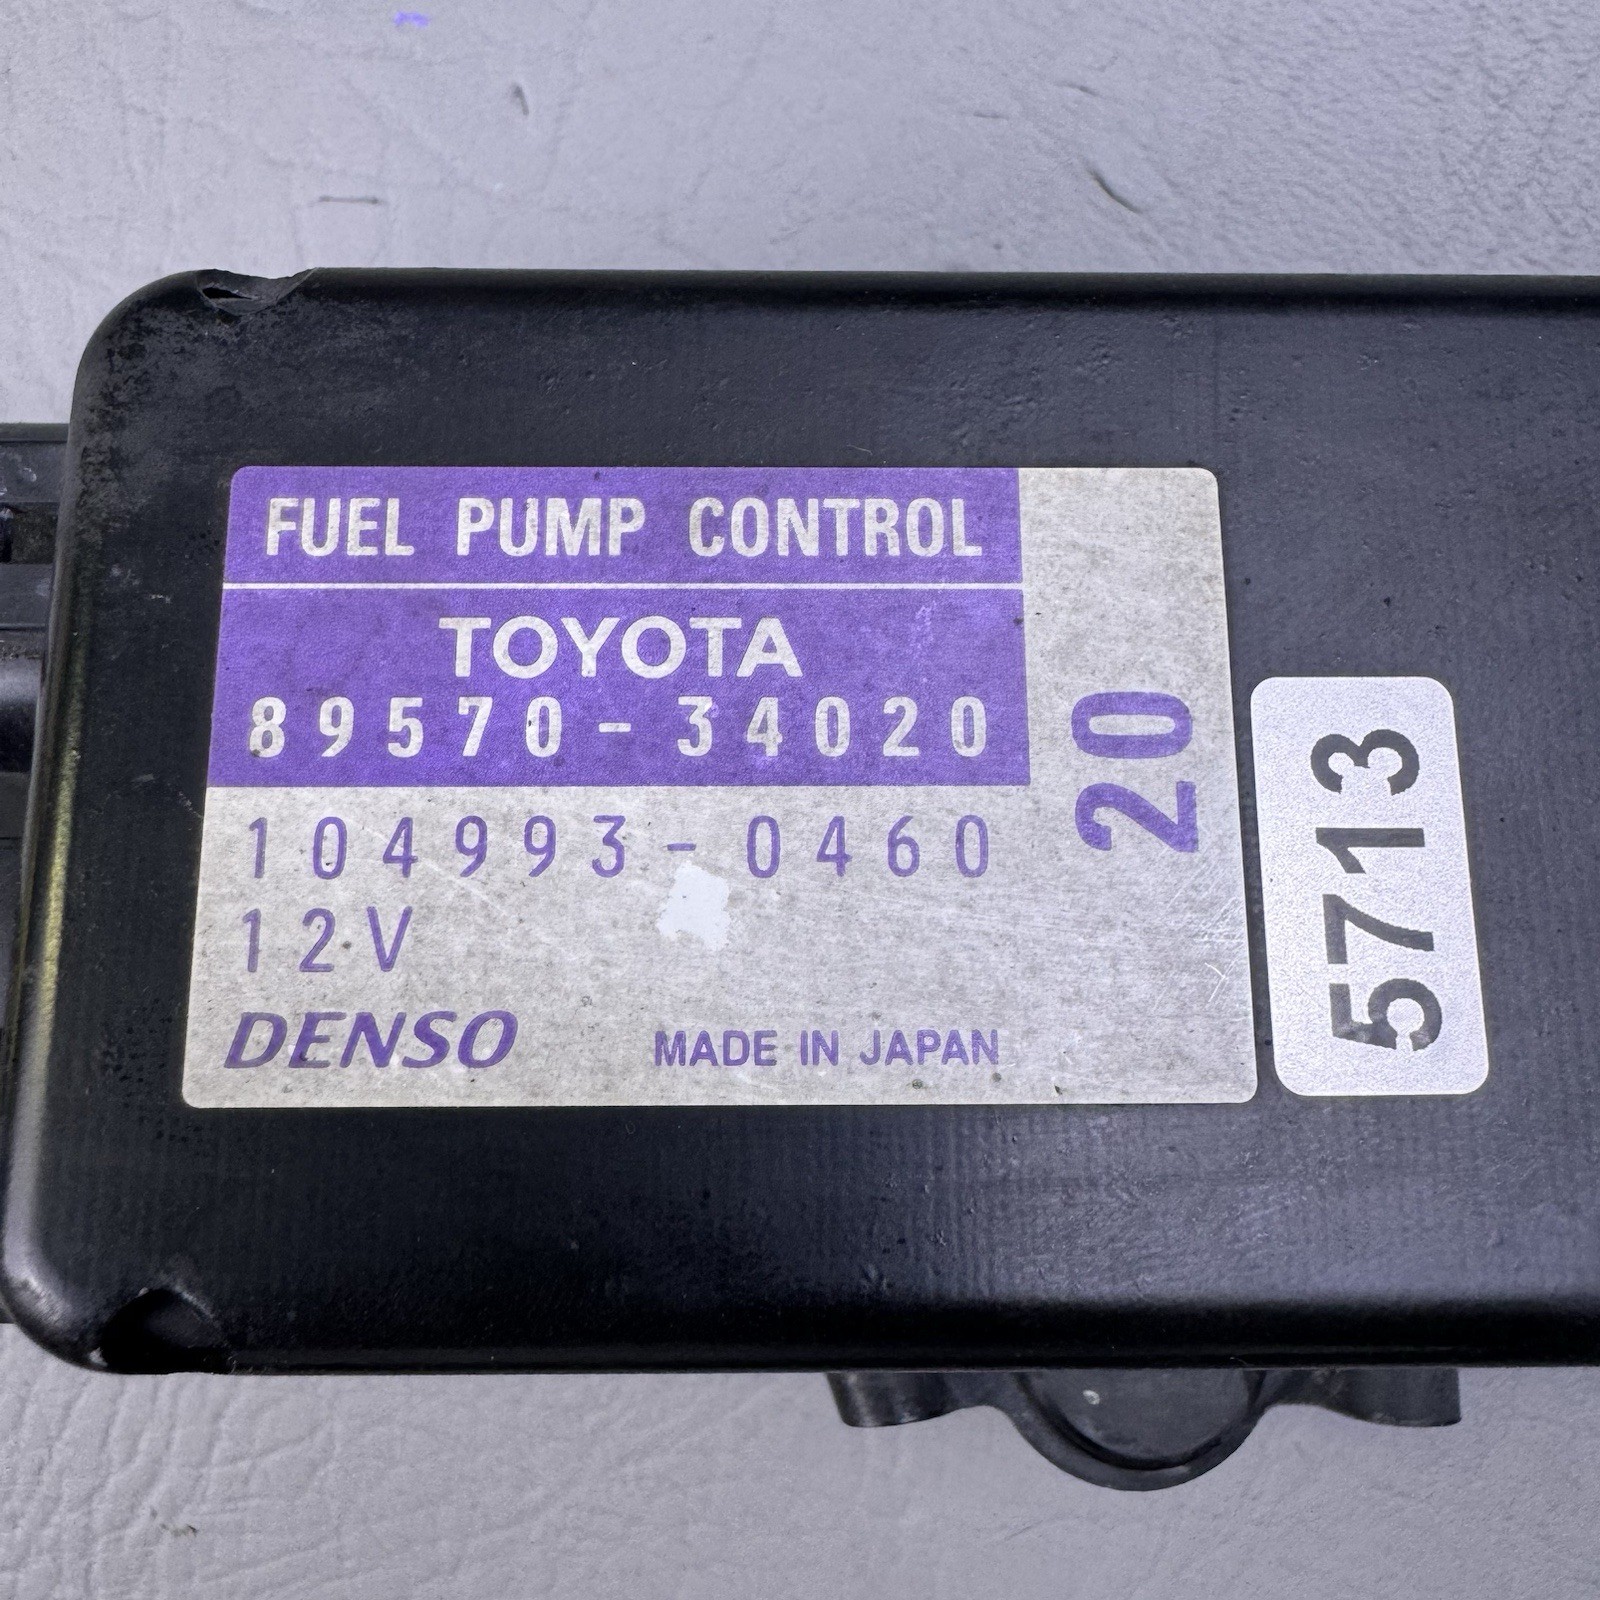 FUEL PUMP CONTROL
TOYOTA
89570-34020
104993-0460
12V
DENSO MADE IN JAPAN
20
5713